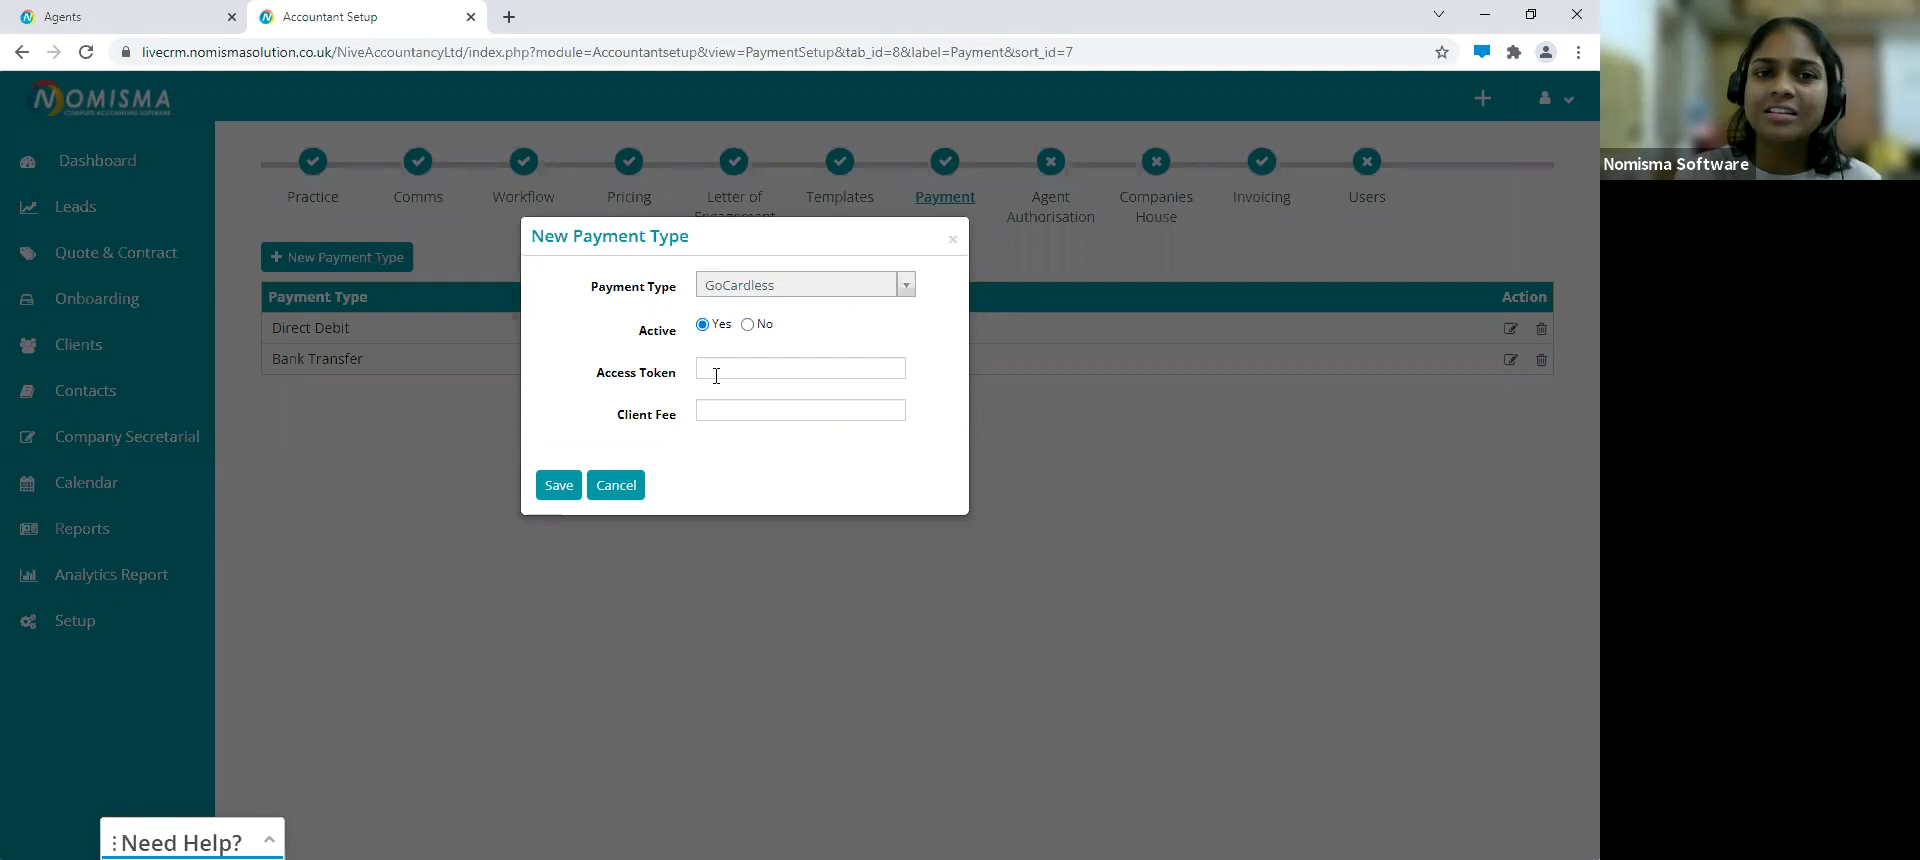 Agents
Accountant Setup
livecrm.nomismasolution.co.uk/NiveAccountancyLtd/index.php?module=Accountantsetup&view=PaymentSetup&tab_id=8&label=Payment&sort_id=7
NOMISMA
COMPLETE ACCOUNTING SOFTWARE
Nomisma Software
Dashboard
Leads
Quote & Contract
Onboarding
Clients
Contacts
Company Secretarial
Calendar
Reports
Analytics Report
Setup
Practice
Comms
Workflow
Pricing
Letter of
Engagement
Templates
Payment
Agent
Authorisation
Companies
House
Invoicing
Users
+ New Payment Type
Payment Type
Action
Direct Debit
Bank Transfer
New Payment Type
×
Payment Type
GoCardless
Active
Yes No
Access Token
Client Fee
Save Cancel
Need Help?